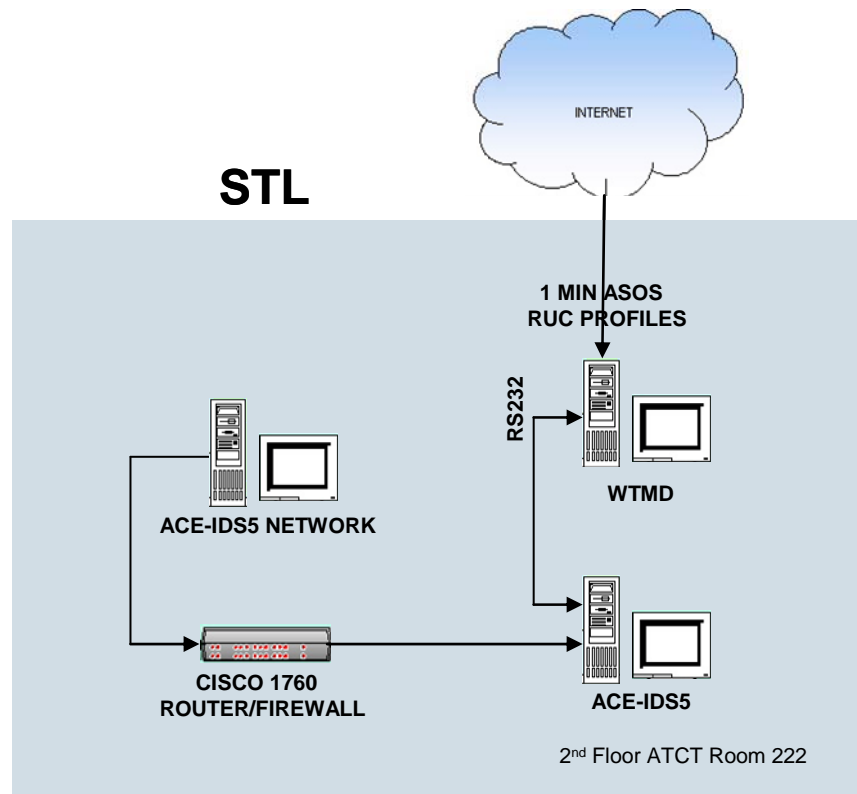 INTERNET
STL
1 MIN ASOS
RUC PROFILES
RS232
WTMD
ACE-IDS5 NETWORK
CISCO 1760
ROUTER/FIREWALL
ACE-IDS5
2nd Floor ATCT Room 222